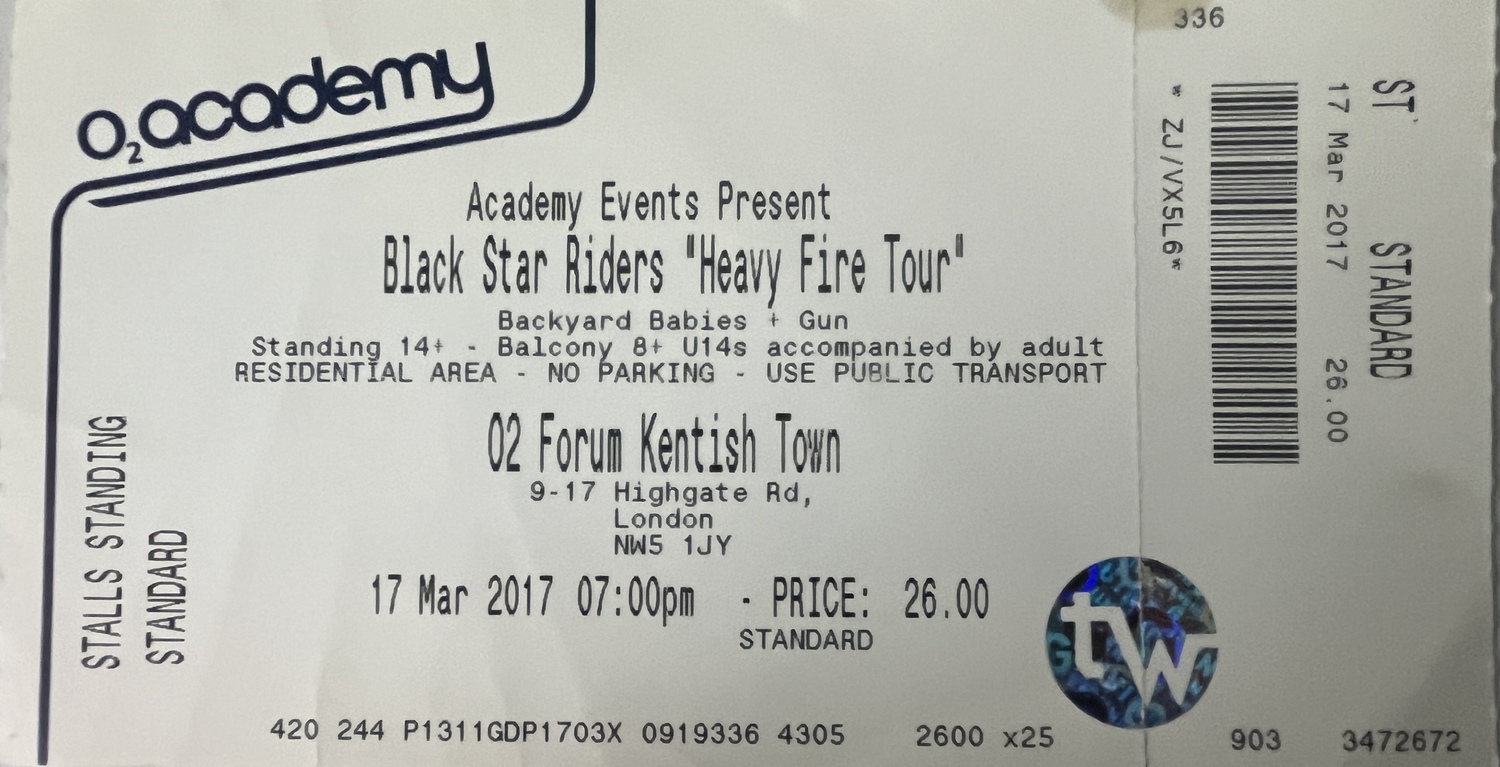 O2 academy
Academy Events Present
Black Star Riders "Heavy Fire Tour"
Backyard Babies + Gun
Standing 14+ - Balcony 8+ U14s accompanied by adult
RESIDENTIAL AREA - NO PARKING - USE PUBLIC TRANSPORT
O2 Forum Kentish Town
9-17 Highgate Rd,
London
NW5 1JY
17 Mar 2017 07:00pm - PRICE: 26.00
STANDARD
420 244 P1311GDP1703X 0919336 4305 2600 x25
STALLS STANDING
STANDARD
tw
336
ST' STANDARD
17 Mar 2017 26.00
* ZJ/VX5L6*
903 3472672